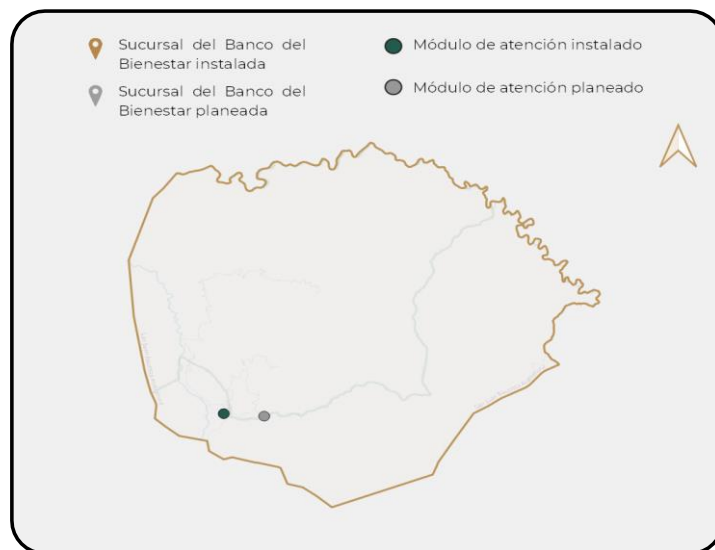 Sucursal del Banco del
Bienestar instalada
Sucursal del Banco del
Bienestar planeada
Módulo de atención instalado
Módulo de atención planeado